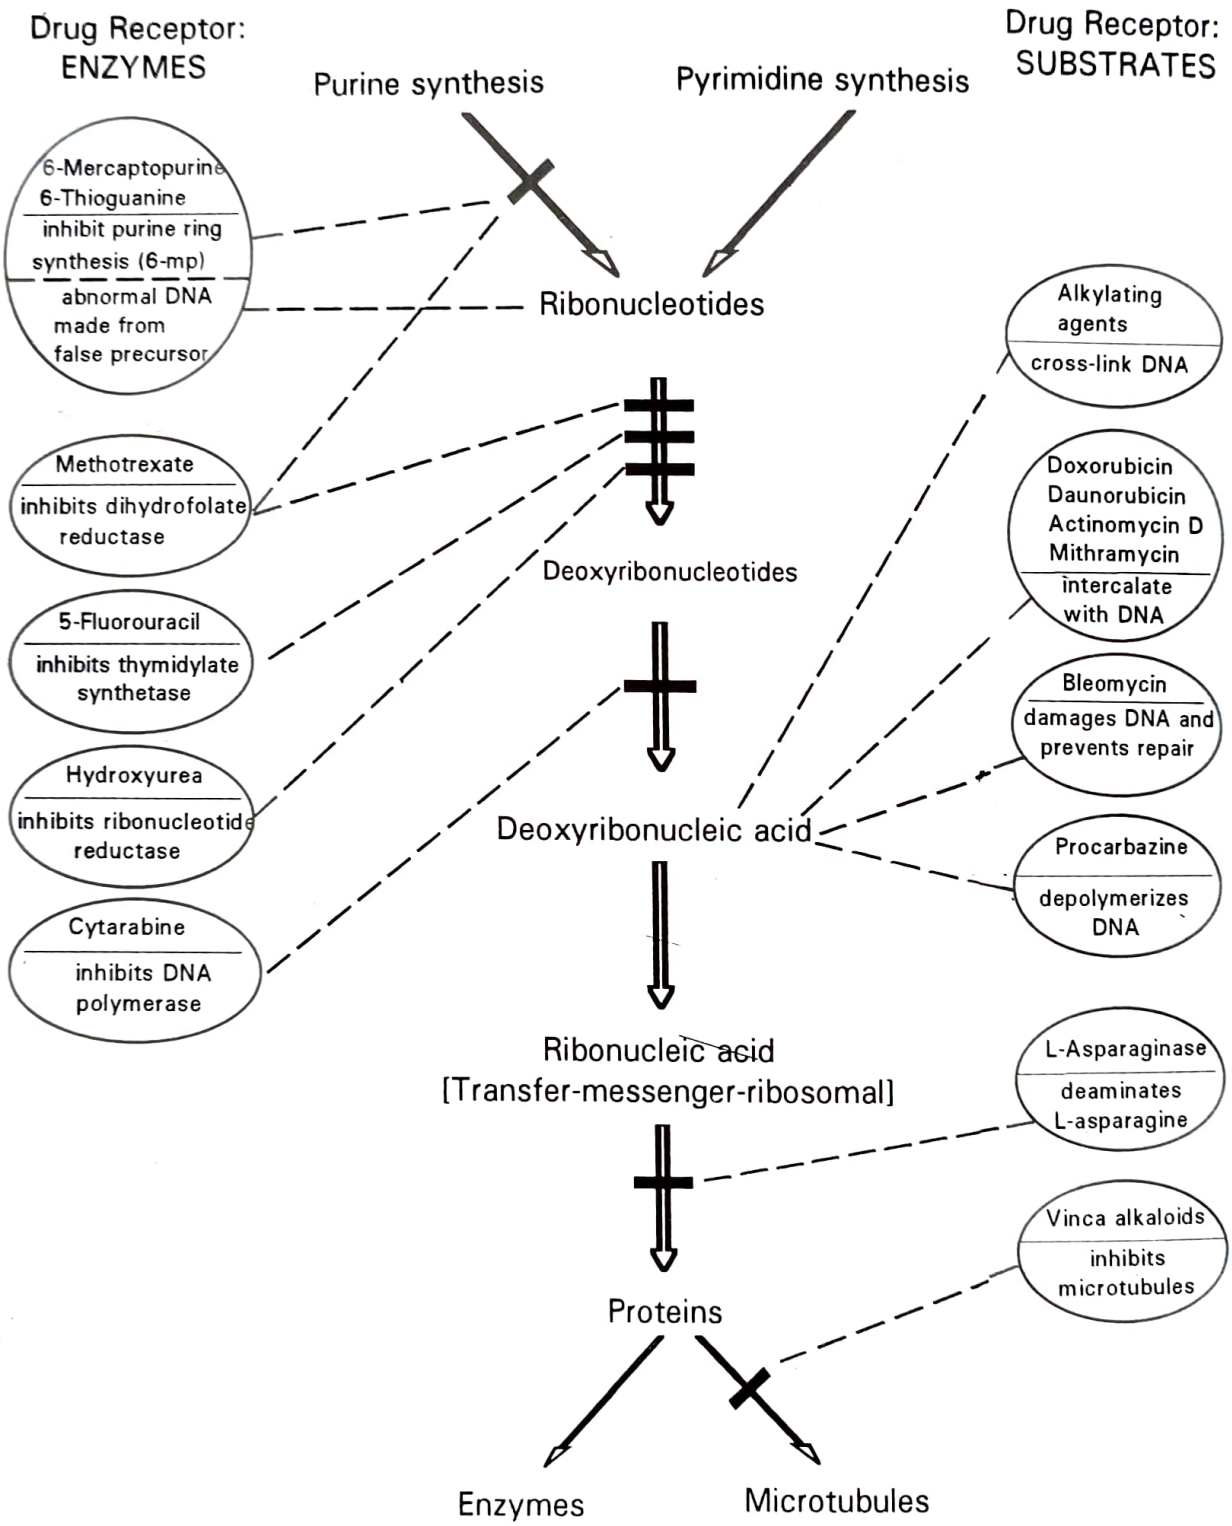 Drug Receptor:
ENZYMES
Drug Receptor:
SUBSTRATES
Purine synthesis
Pyrimidine synthesis
6-Mercaptopurine
6-Thioguanine
inhibit purine ring
synthesis (6-mp)
abnormal DNA
made from
false precursor
Ribonucleotides
Alkylating
agents
cross-link DNA
Methotrexate
inhibits dihydrofolate
reductase
Doxorubicin
Daunorubicin
Actinomycin D
Mithramycin
intercalate
with DNA
Deoxyribonucleotides
5-Fluorouracil
inhibits thymidylate
synthetase
Bleomycin
damages DNA and
prevents repair
Hydroxyurea
inhibits ribonucleotide
reductase
Deoxyribonucleic acid
Procarbazine
depolymerizes
DNA
Cytarabine
inhibits DNA
polymerase
Ribonucleic acid
[Transfer-messenger-ribosomal]
L-Asparaginase
deaminates
L-asparagine
Vinca alkaloids
inhibits
microtubules
Proteins
Enzymes
Microtubules